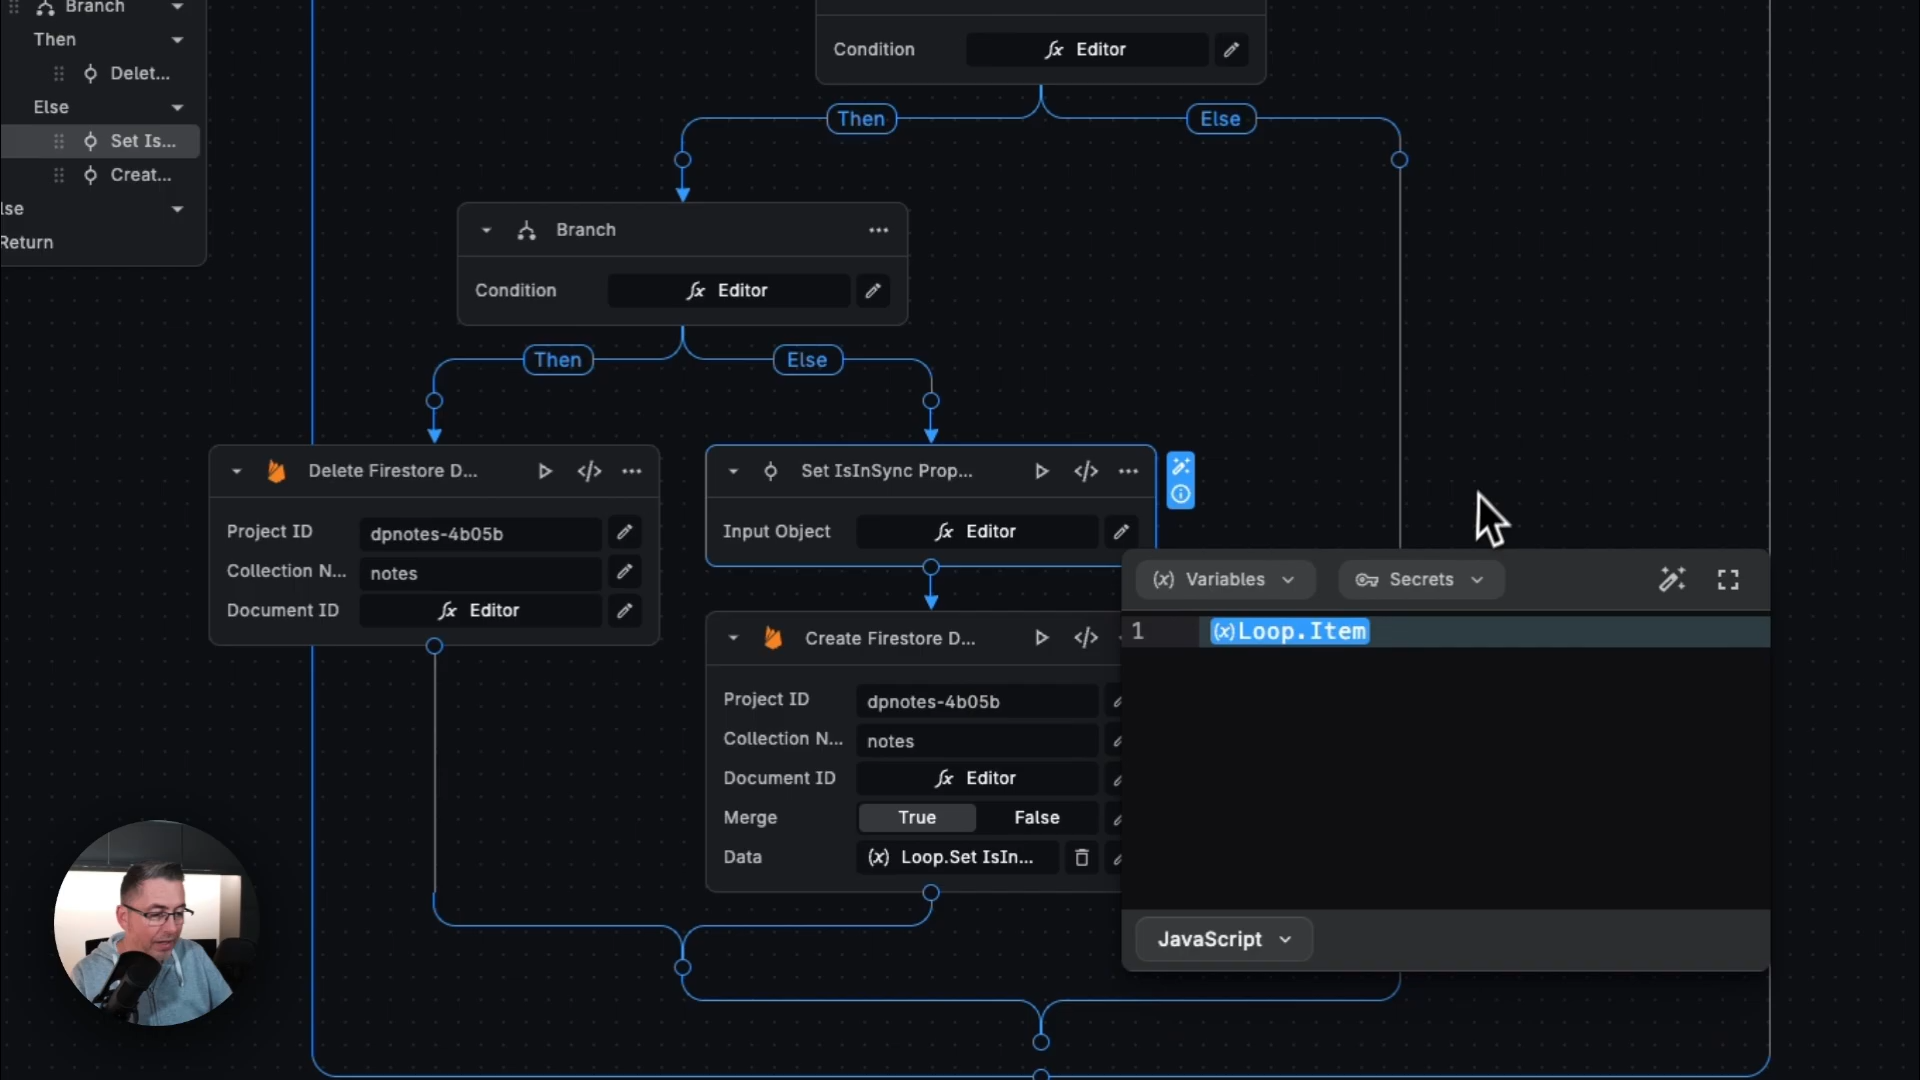 Branch
Then
Delet...
Else
Set Is...
Creat...
lse
Return
Condition
Editor
Then
Else
Branch
Condition
Editor
Then
Else
Delete Firestore D...
Project ID
dpnotes-4b05b
Collection N...
notes
Document ID
Editor
Set IsInSync Prop...
Input Object
Editor
Create Firestore D...
Project ID
dpnotes-4b05b
Collection N...
notes
Document ID
Editor
Merge
True
False
Data
(x) Loop.Set IsIn...
(x) Variables
Secrets
1
(x)Loop.Item
JavaScript